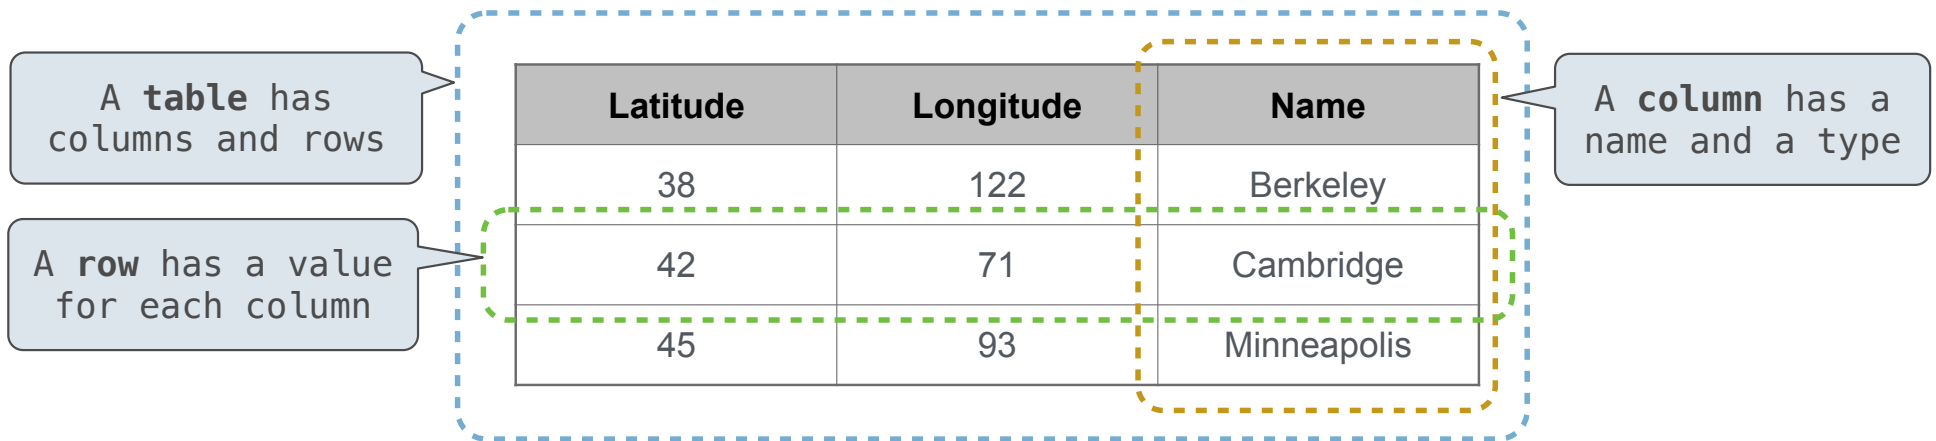 A table has
columns and rows
A row has a value
for each column
Latitude Longitude Name
38 122 Berkeley
42 71 Cambridge
45 93 Minneapolis
A column has a
name and a type